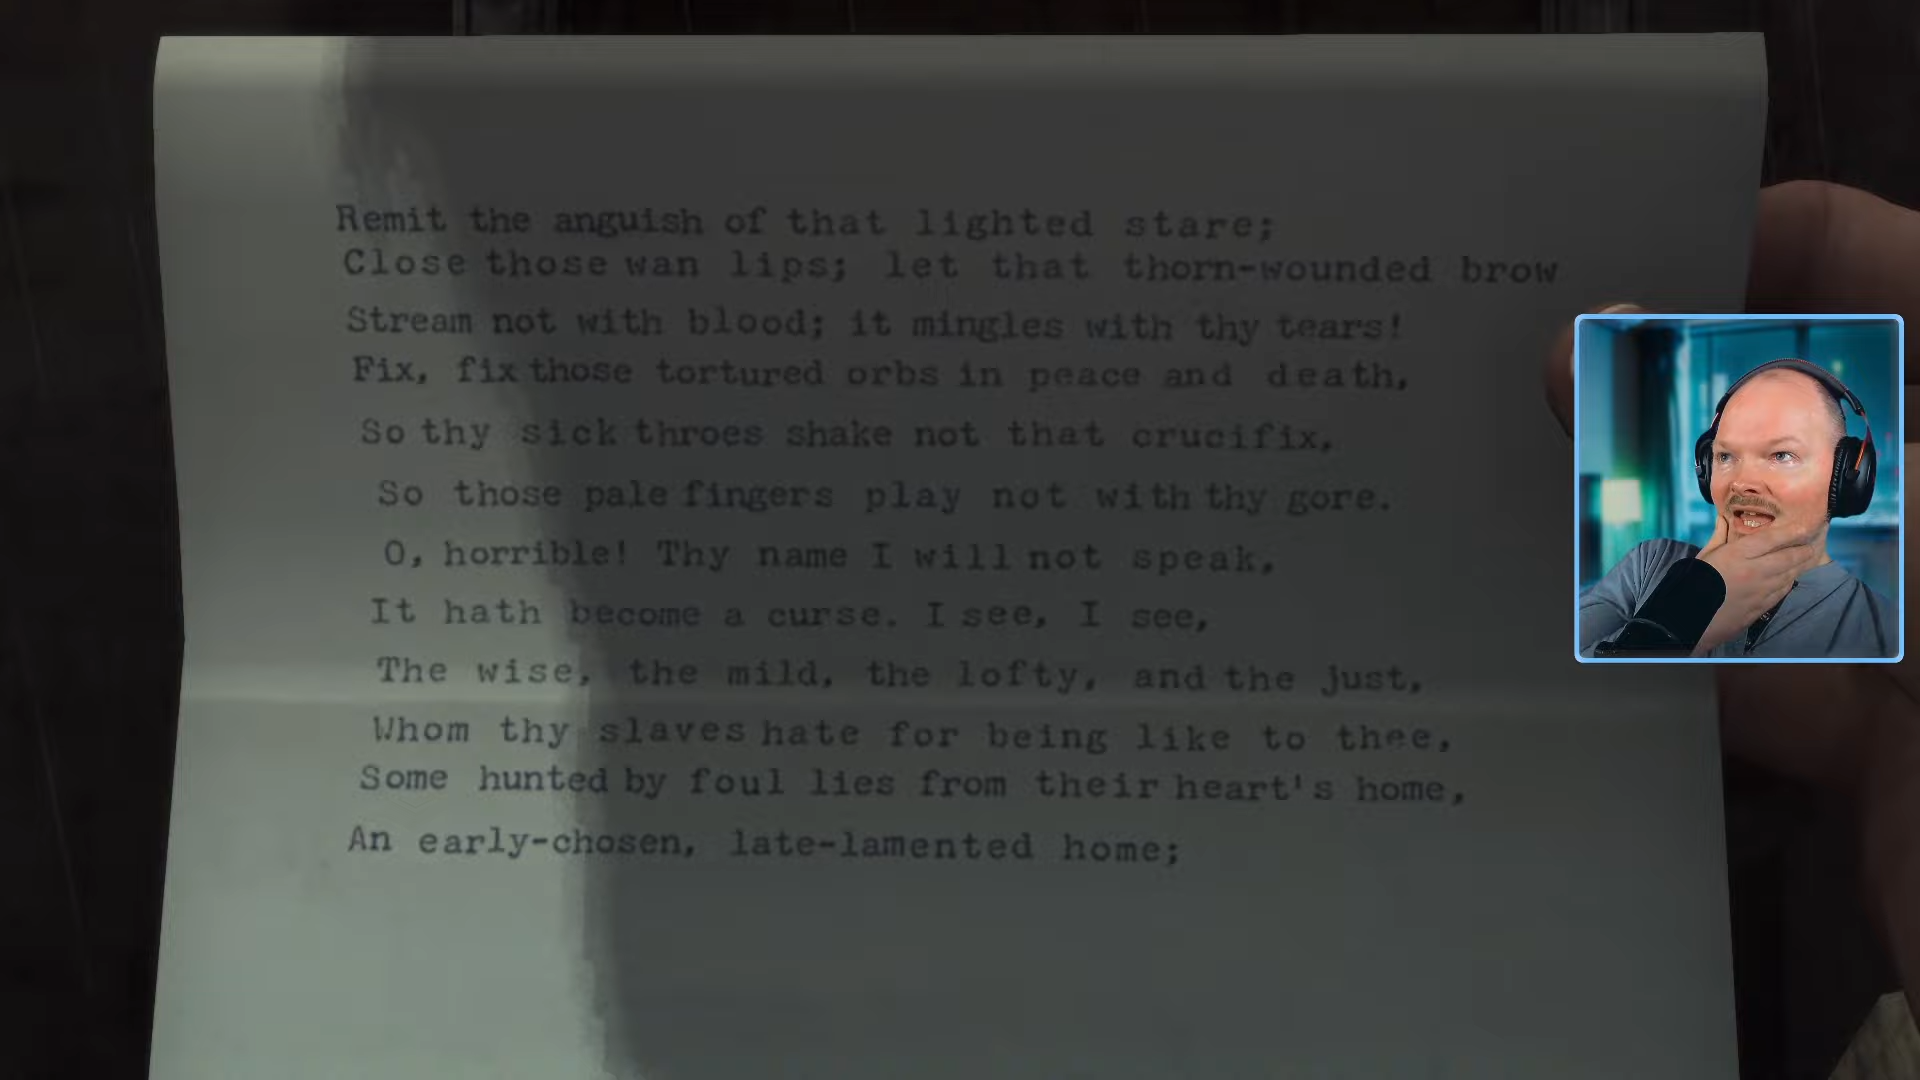 Remit the anguish of that lighted stare;
Close those wan lips; let that thorn-wounded brow
Stream not with blood; it mingles with thy tears!
Fix, fix those tortured orbs in peace and death,
So thy sick throes shake not that crucifix,
So those pale fingers play not with thy gore.
O, horrible! Thy name I will not speak,
It hath become a curse. I see, I see,
The wise, the mild, the lofty, and the just,
Whom thy slaves hate for being like to thee,
Some hunted by foul lies from their heart's home,
An early-chosen, late-lamented home;